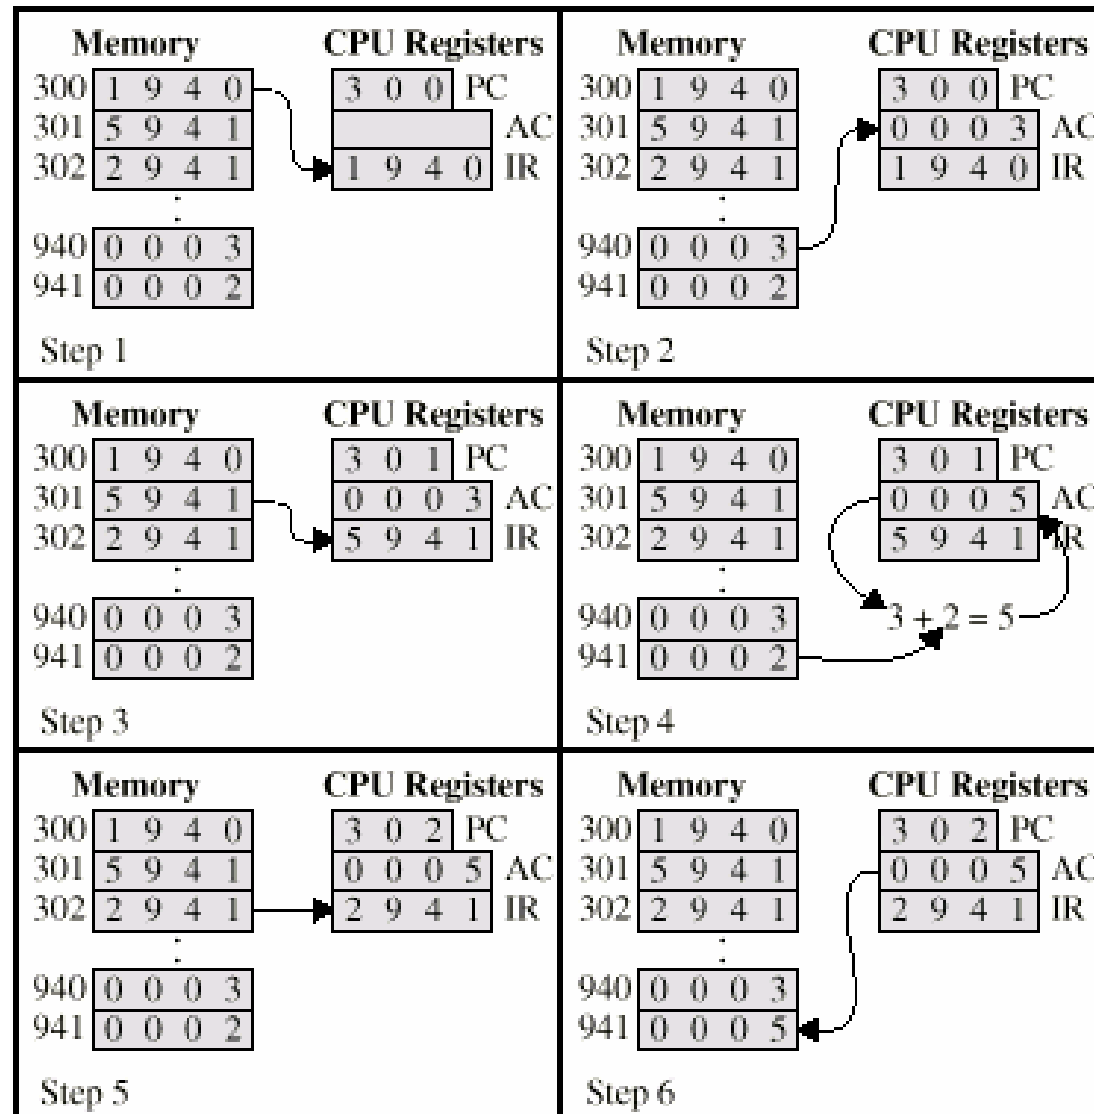 Memory CPU Registers
300 1 9 4 0 3 0 0 PC
301 5 9 4 1 AC
302 2 9 4 1 1 9 4 0 IR
940 0 0 0 3
941 0 0 0 2
Step 1
Memory CPU Registers
300 1 9 4 0 3 0 0 PC
301 5 9 4 1 0 0 0 3 AC
302 2 9 4 1 1 9 4 0 IR
940 0 0 0 3
941 0 0 0 2
Step 2
Memory CPU Registers
300 1 9 4 0 3 0 1 PC
301 5 9 4 1 0 0 0 3 AC
302 2 9 4 1 5 9 4 1 IR
940 0 0 0 3
941 0 0 0 2
Step 3
Memory CPU Registers
300 1 9 4 0 3 0 1 PC
301 5 9 4 1 0 0 0 5 AC
302 2 9 4 1 5 9 4 1 IR
940 0 0 0 3 3 + 2 = 5
941 0 0 0 2
Step 4
Memory CPU Registers
300 1 9 4 0 3 0 2 PC
301 5 9 4 1 0 0 0 5 AC
302 2 9 4 1 2 9 4 1 IR
940 0 0 0 3
941 0 0 0 2
Step 5
Memory CPU Registers
300 1 9 4 0 3 0 2 PC
301 5 9 4 1 0 0 0 5 AC
302 2 9 4 1 2 9 4 1 IR
940 0 0 0 3
941 0 0 0 5
Step 6